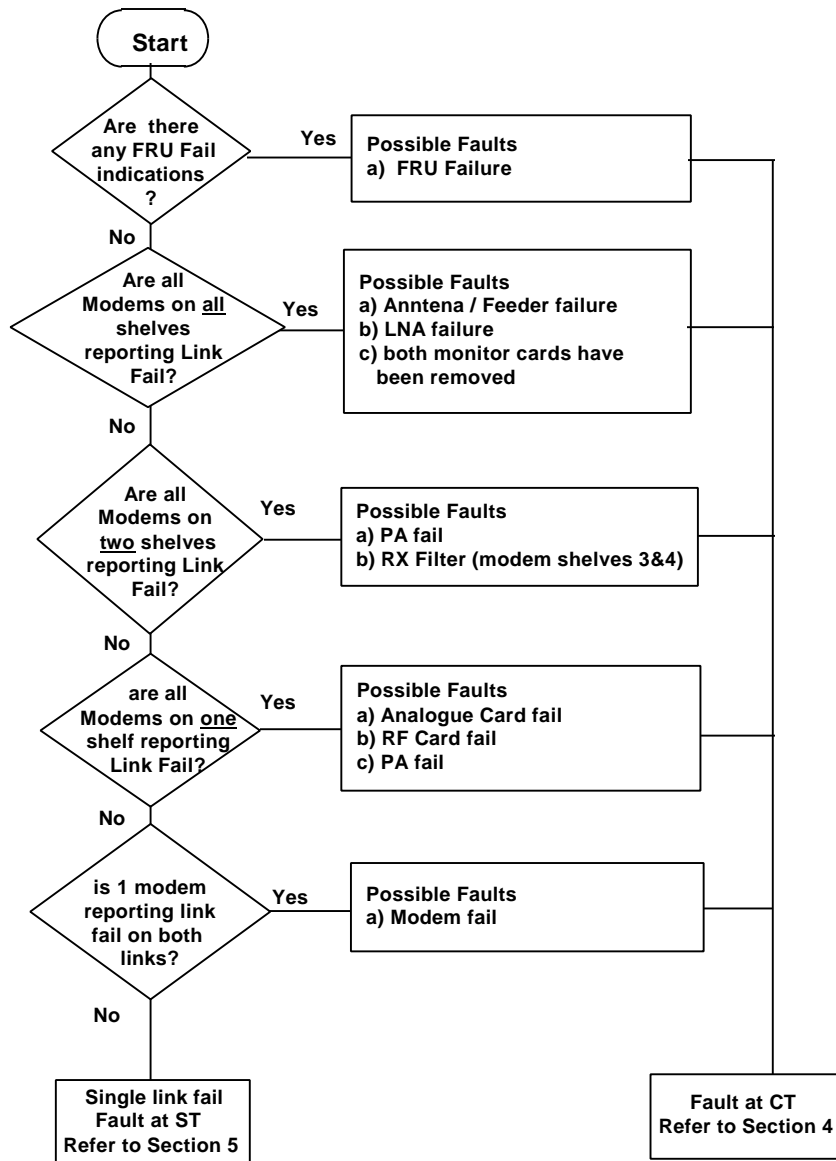 Start
Are there
any FRU Fail
indications
?
Yes
Possible Faults
a) FRU Failure
No
Are all
Modems on all
shelves
reporting Link
Fail?
Yes
Possible Faults
a) Anntena / Feeder failure
b) LNA failure
c) both monitor cards have
been removed
No
Are all
Modems on
two shelves
reporting Link
Fail?
Yes
Possible Faults
a) PA fail
b) RX Filter (modem shelves 3&4)
No
are all
Modems on one
shelf reporting
Link Fail?
Yes
Possible Faults
a) Analogue Card fail
b) RF Card fail
c) PA fail
No
is 1 modem
reporting link
fail on both
links?
Yes
Possible Faults
a) Modem fail
No
Single link fail
Fault at ST
Refer to Section 5
Fault at CT
Refer to Section 4